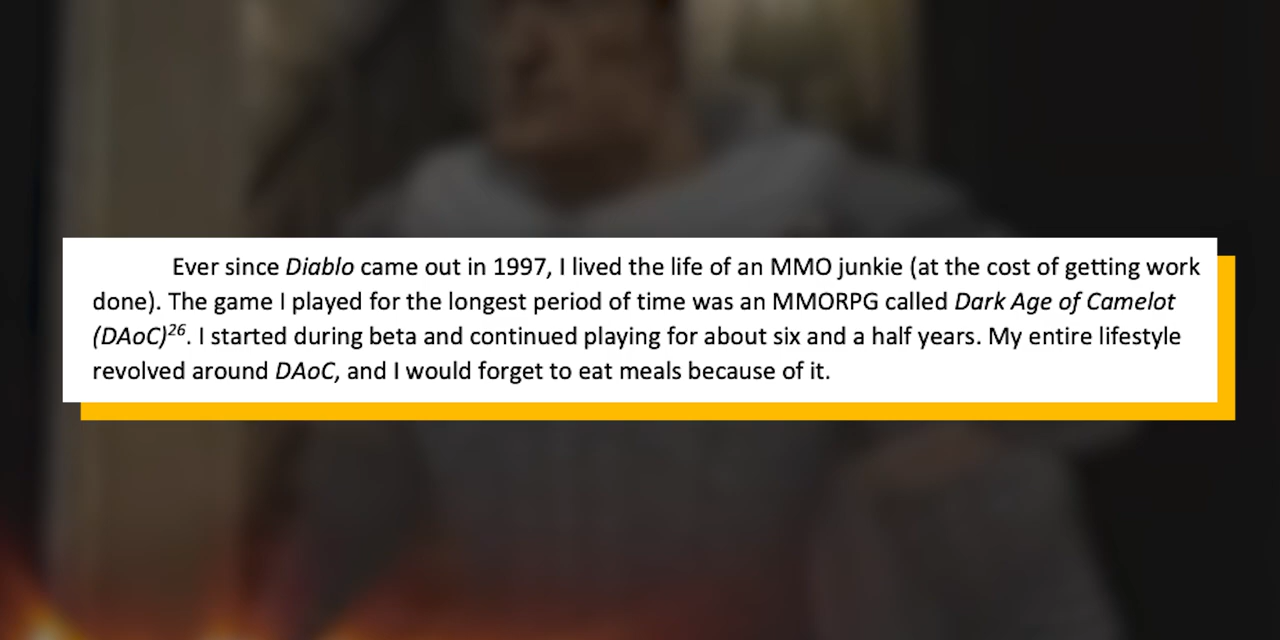 Ever since Diablo came out in 1997, I lived the life of an MMO junkie (at the cost of getting work
done). The game I played for the longest period of time was an MMORPG called Dark Age of Camelot
(DAoC)26. I started during beta and continued playing for about six and a half years. My entire lifestyle
revolved around DAoC, and I would forget to eat meals because of it.